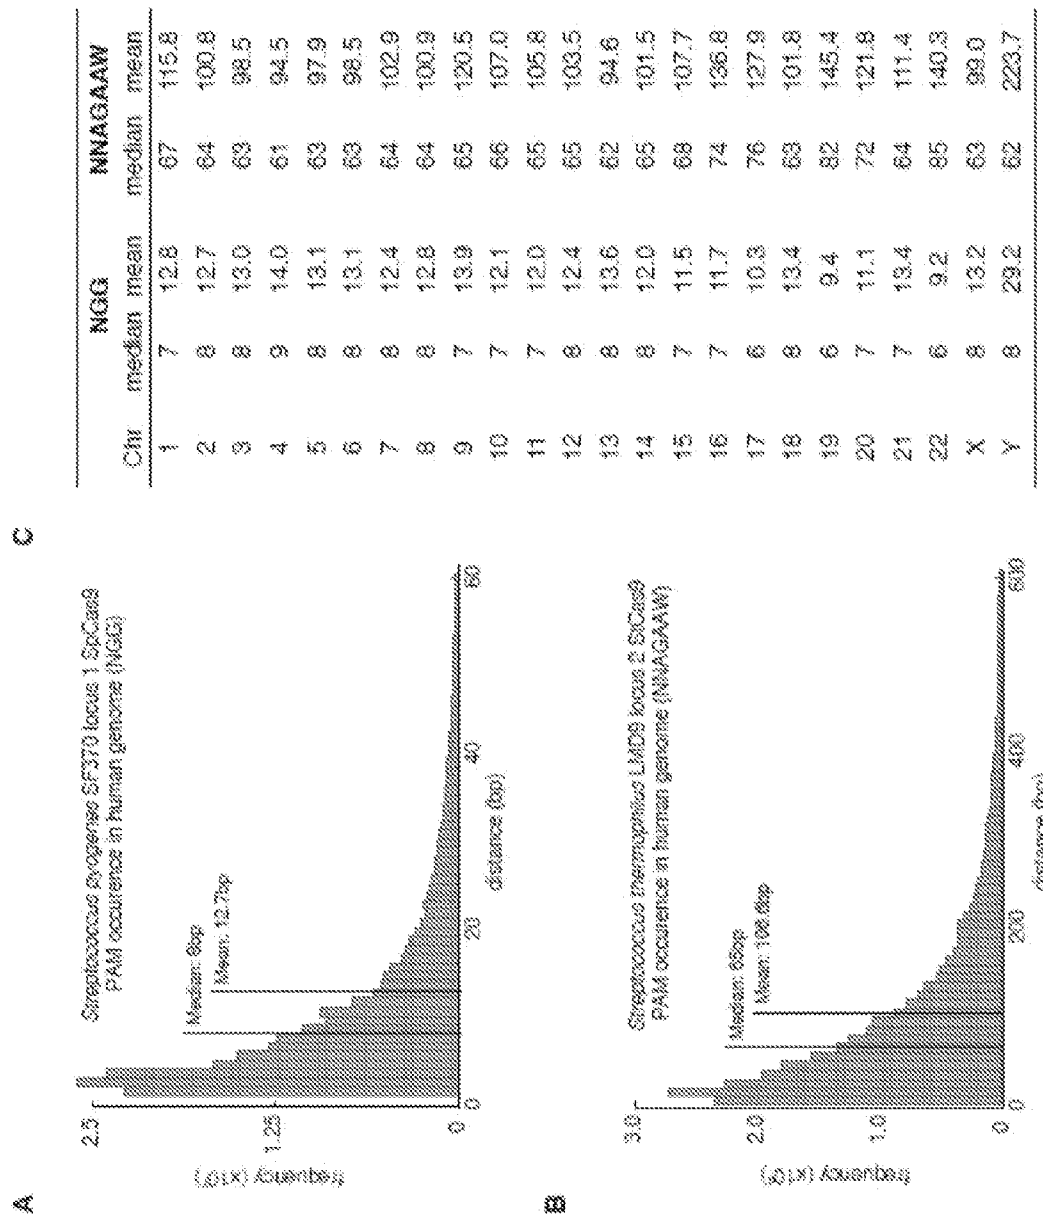 A
Streptococcus pyogenes SF370 locus 1 SpCas9
PAM occurence in human genome (NGG)
Median: 8bp
Mean: 12.7bp
2.5
1.25
0
0
20
40
60
distance (bp)
B
Streptococcus thermophilus LMD9 locus 2 StCas9
PAM occurence in human genome (NNAGAAW)
Median: 65bp
Mean: 106.6bp
3.0
2.0
1.0
0
0
200
400
600
distance (bp)
C
NGG NNAGAAW
Chr median mean median mean
1 7 12.8 67 115.8
2 8 12.7 64 100.8
3 8 13.0 63 98.5
4 9 14.0 61 94.5
5 8 13.1 63 97.9
6 8 13.1 63 98.5
7 8 12.4 64 102.9
8 8 12.8 64 100.9
9 7 13.9 65 120.5
10 7 12.1 66 107.0
11 7 12.0 65 105.8
12 8 12.4 65 103.5
13 8 13.6 62 94.6
14 8 12.0 65 101.5
15 7 11.5 68 107.7
16 7 11.7 74 136.8
17 6 10.3 76 127.9
18 8 13.4 63 101.8
19 6 9.4 82 145.4
20 7 11.1 72 121.8
21 7 13.4 64 111.4
22 6 9.2 85 140.3
X 8 13.2 63 99.0
Y 8 29.2 62 223.7